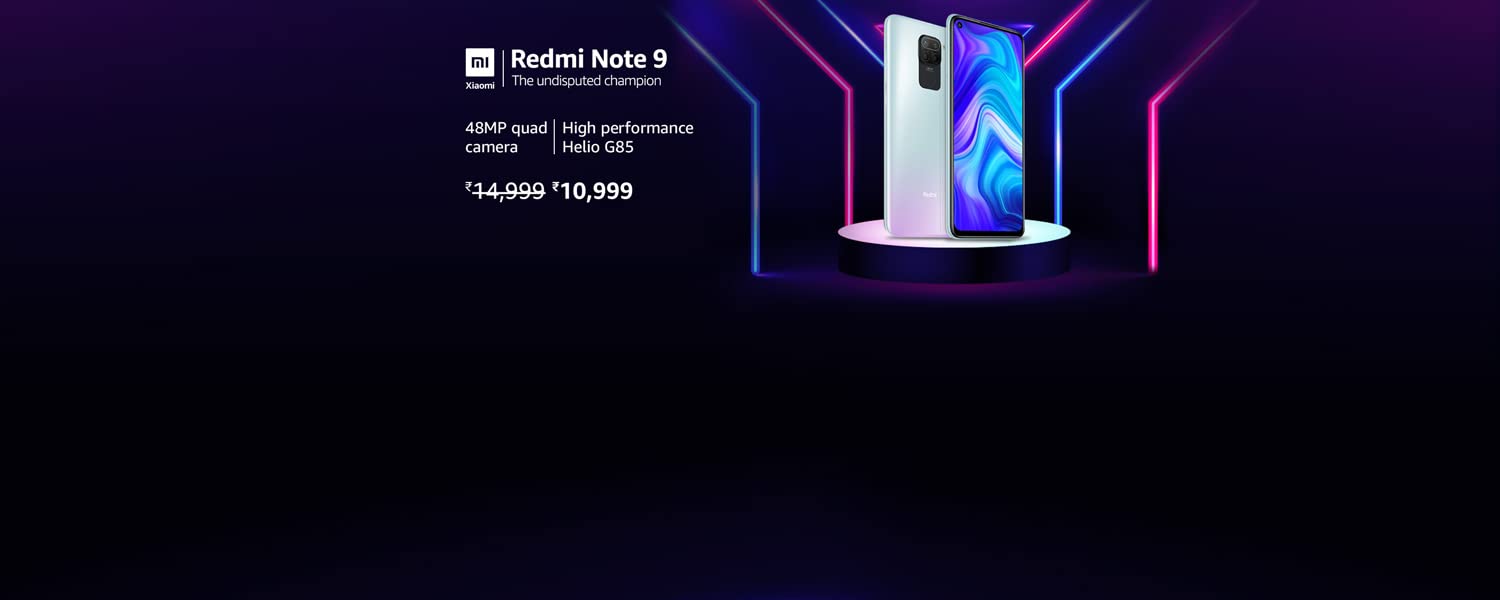 mi
Xiaomi
Redmi Note 9
The undisputed champion
48MP quad
camera
High performance
Helio G85
₹14,999 ₹10,999
Redmi